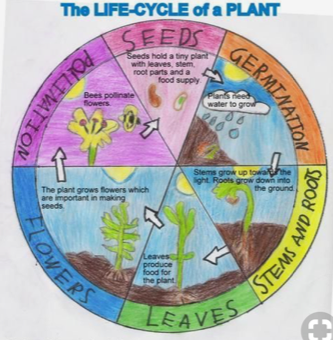 The LIFE-CYCLE of a PLANT
SEEDS
Seeds hold a tiny plant
with leaves, stem,
root parts and a
food supply.
GERMINATION
Plants need
water to grow
STEMS AND ROOTS
Stems grow up towards the
light. Roots grow down into
the ground.
LEAVES
Leaves
produce
food for
the plant.
FLOWERS
The plant grows flowers which
are important in making
seeds.
POLLINATION
Bees pollinate
flowers.